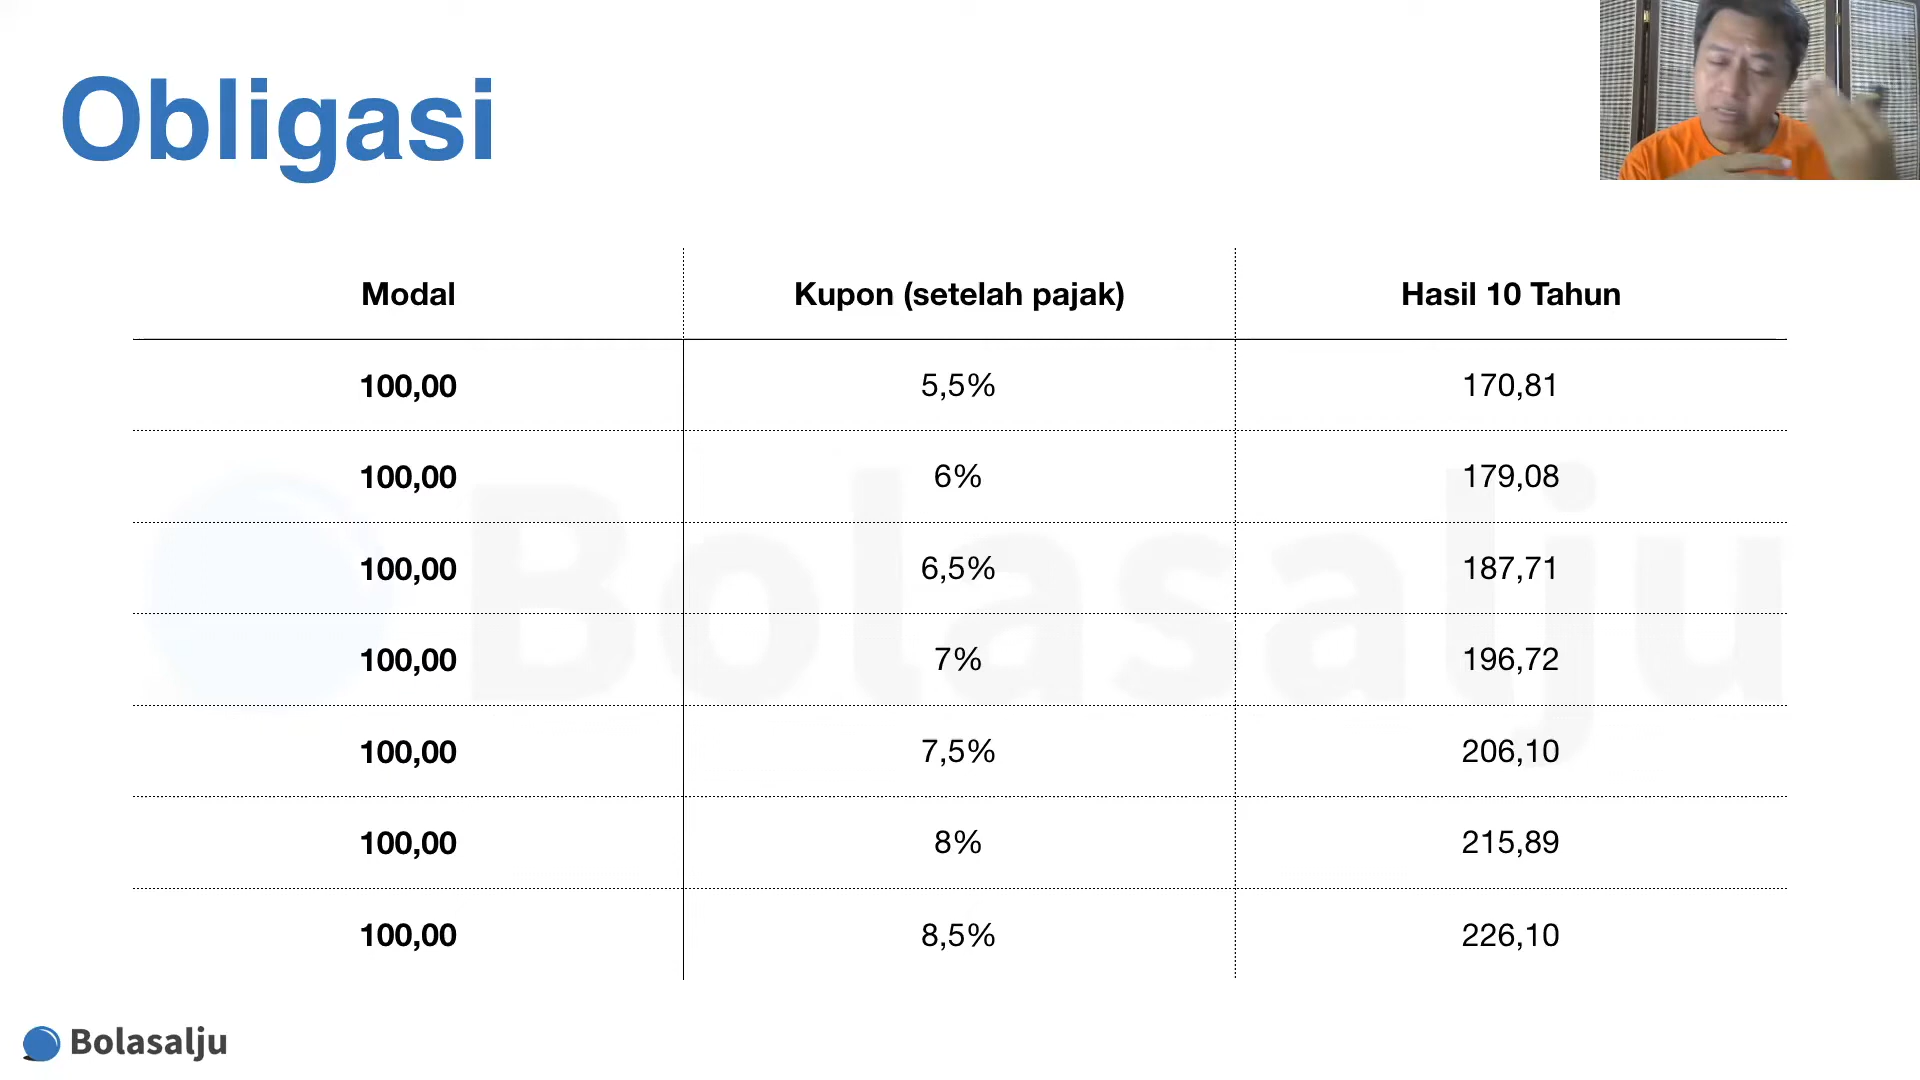 Obligasi
Modal Kupon (setelah pajak) Hasil 10 Tahun
100,00 5,5% 170,81
100,00 6% 179,08
100,00 6,5% 187,71
100,00 7% 196,72
100,00 7,5% 206,10
100,00 8% 215,89
100,00 8,5% 226,10
Bolasalju
Bolasalju